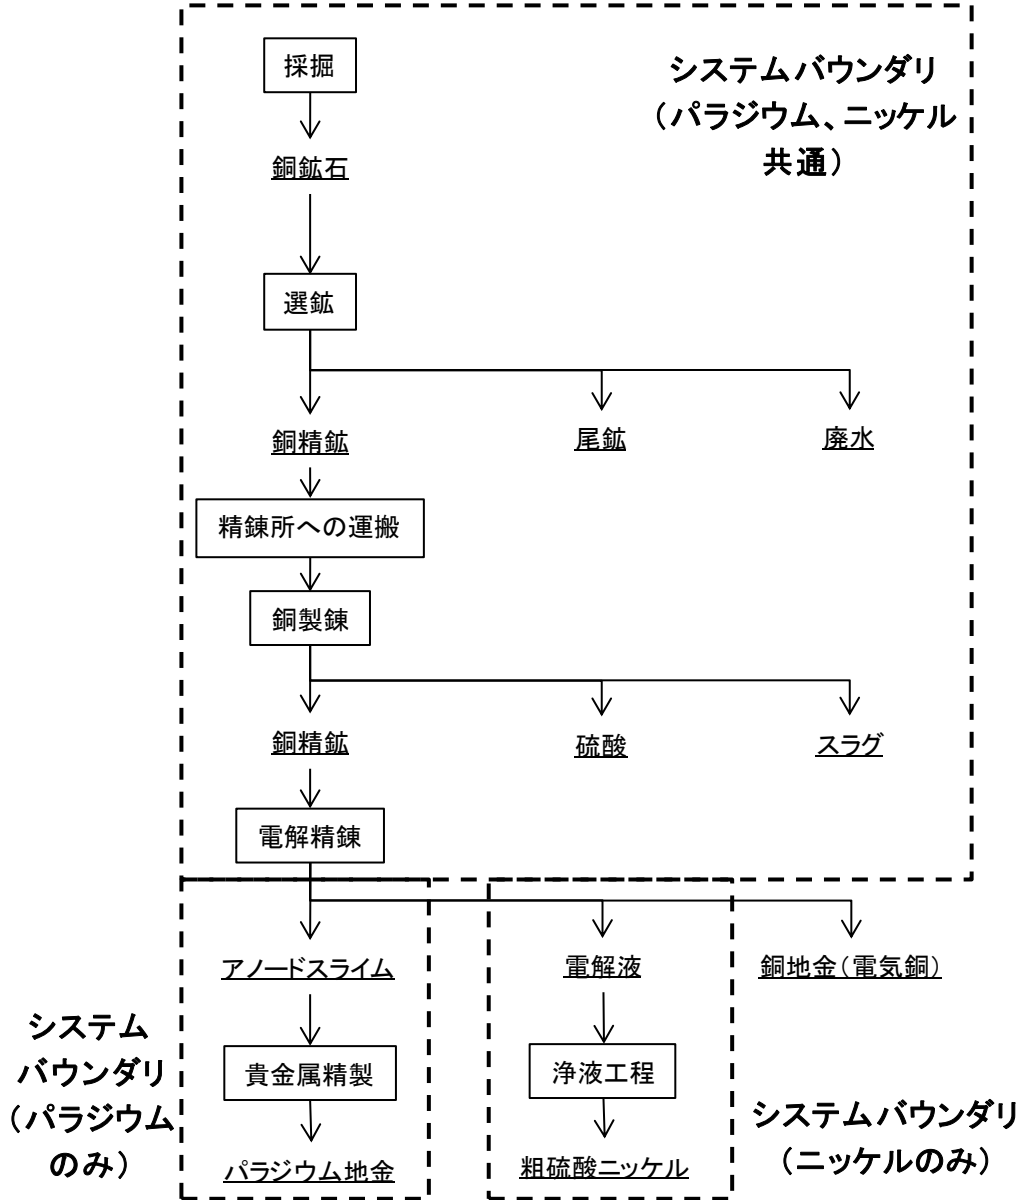 採掘
システムバウンダリ
（パラジウム、ニッケル
共通）
銅鉱石
選鉱
銅精鉱
尾鉱
廃水
精錬所への運搬
銅製錬
銅精鉱
硫酸
スラグ
電解精錬
アノードスライム
電解液
銅地金（電気銅）
システム
バウンダリ
（パラジウム
のみ）
貴金属精製
浄液工程
システムバウンダリ
（ニッケルのみ）
パラジウム地金
粗硫酸ニッケル